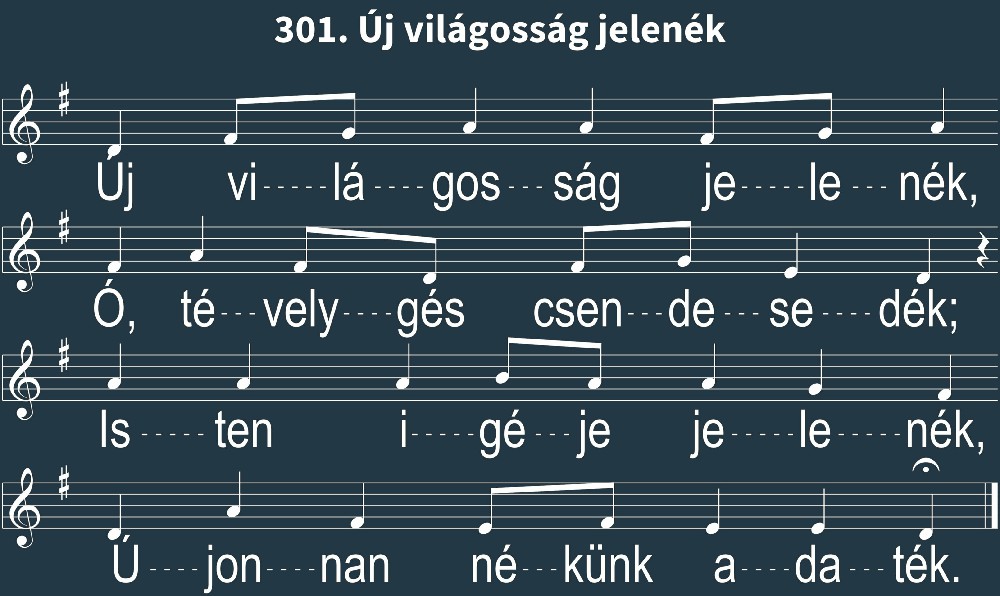 301. Új világosság jelenék
Új vi-----lá----gos---ság je-----le---nék,
Ó, té---vely----gés csen---de---se----dék;
Is-----ten i-----gé---je je-----le-----nék,
Ú----jon----nan né---künk a----da---ték.